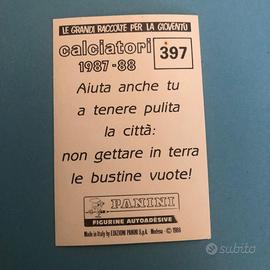 LE GRANDI RACCOLTE PER LA GIOVENTÙ
calciatori
1987-88
397
Aiuta anche tu
a tenere pulita
la città:
non gettare in terra
le bustine vuote!
PANINI
FIGURINE AUTOADESIVE
Made in Italy by EDIZIONI PANINI S.p.A. - Modena - © 1988
subito